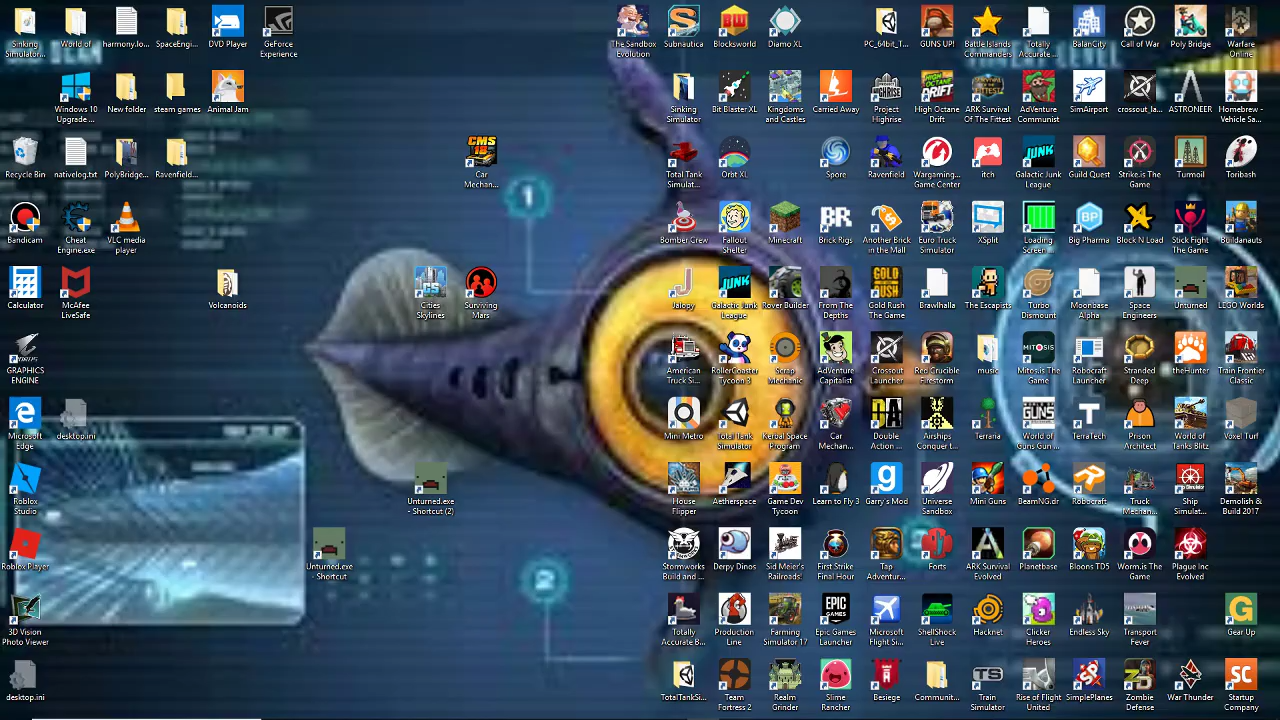 Sinking
Simulator...
World of
harmony.lo...
SpaceEngi...
DVD Player
GeForce
Experience
The Sandbox
Evolution
Subnautica
Blocksworld
Diamo XL
PC_64bit_T...
GUNS UP!
Battle Islands
Commanders
Totally
Accurate ...
BalanCity
Call of War
Poly Bridge
Warfare
Online
Windows 10
Upgrade ...
New folder
steam games
Animal Jam
Sinking
Simulator
Bit Blaster XL
Kingdoms
and Castles
Carried Away
Project
Highrise
High Octane
Drift
ARK Survival
Of The Fittest
AdVenture
Communist
SimAirport
crossout_la...
ASTRONEER
Homebrew -
Vehicle Sa...
Recycle Bin
nativelog.txt
PolyBridge...
Ravenfield...
Car
Mechan...
Total Tank
Simulat...
Orbt XL
Spore
Ravenfield
Wargaming...
Game Center
itch
Galactic Junk
League
Guild Quest
Strike.is The
Game
Turmoil
Toribash
1
Bandicam
Cheat
Engine.exe
VLC media
player
Bomber Crew
Fallout
Shelter
Minecraft
Brick Rigs
Another Brick
in the Mall
Euro Truck
Simulator
XSplit
Loading
Screen ...
Big Pharma
Block N Load
Stick Fight
The Game
Buildanauts
Calculator
McAfee
LiveSafe
Volcanoids
Cities
Skylines
Surviving
Mars
Jalopy
Galactic Junk
League
Rover Builder
From The
Depths
Gold Rush
The Game
Brawlhalla
The Escapists
Turbo
Dismount
Moonbase
Alpha
Space
Engineers
Unturned
LEGO Worlds
GRAPHICS
ENGINE
American
Truck Si...
RollerCoaster
Tycoon 3
Scrap
Mechanic
AdVenture
Capitalist
Crossout
Launcher
Red Crucible
Firestorm
music
Mitos.is The
Game
Robocraft
Launcher
Stranded
Deep
theHunter
Train Frontier
Classic
Microsoft
Edge
desktop.ini
Mini Metro
Total Tank
Simulator
Kerbal Space
Program
Car
Mechan...
Double
Action ...
Airships
Conquer t...
Terraria
World of
Guns Gun ...
TerraTech
Prison
Architect
World of
Tanks Blitz
Voxel Turf
Roblox
Studio
Unturned.exe
- Shortcut (2)
House
Flipper
Aetherspace
Game Dev
Tycoon
Learn to Fly 3
Garry's Mod
Universe
Sandbox
Mini Guns
BeamNG.dr
Robocraft
Truck
Mechan...
Ship
Simulat...
Demolish &
Build 2017
Roblox Player
Unturned.exe
- Shortcut
Stormworks
Build and ...
Derpy Dinos
Sid Meier's
Railroads!
First Strike
Final Hour
Tap
Adventur...
Forts
ARK Survival
Evolved
Planetbase
Bloons TD5
Worm.is The
Game
Plague Inc
Evolved
2
3D Vision
Photo Viewer
Totally
Accurate B...
Production
Line
Farming
Simulator 17
Epic Games
Launcher
Microsoft
Flight Si...
ShellShock
Live
Hacknet
Clicker
Heroes
Endless Sky
Transport
Fever
Gear Up
desktop.ini
TotalTankSi...
Team
Fortress 2
Realm
Grinder
Slime
Rancher
Besiege
Communit...
Train
Simulator
Rise of Flight
United
SimplePlanes
Zombie
Defense
War Thunder
Startup
Company